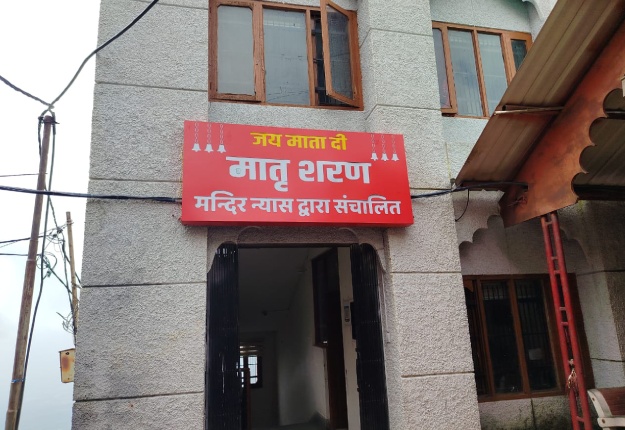 जय माता दी
मातृ शरण
मन्दिर न्यास द्वारा संचालित